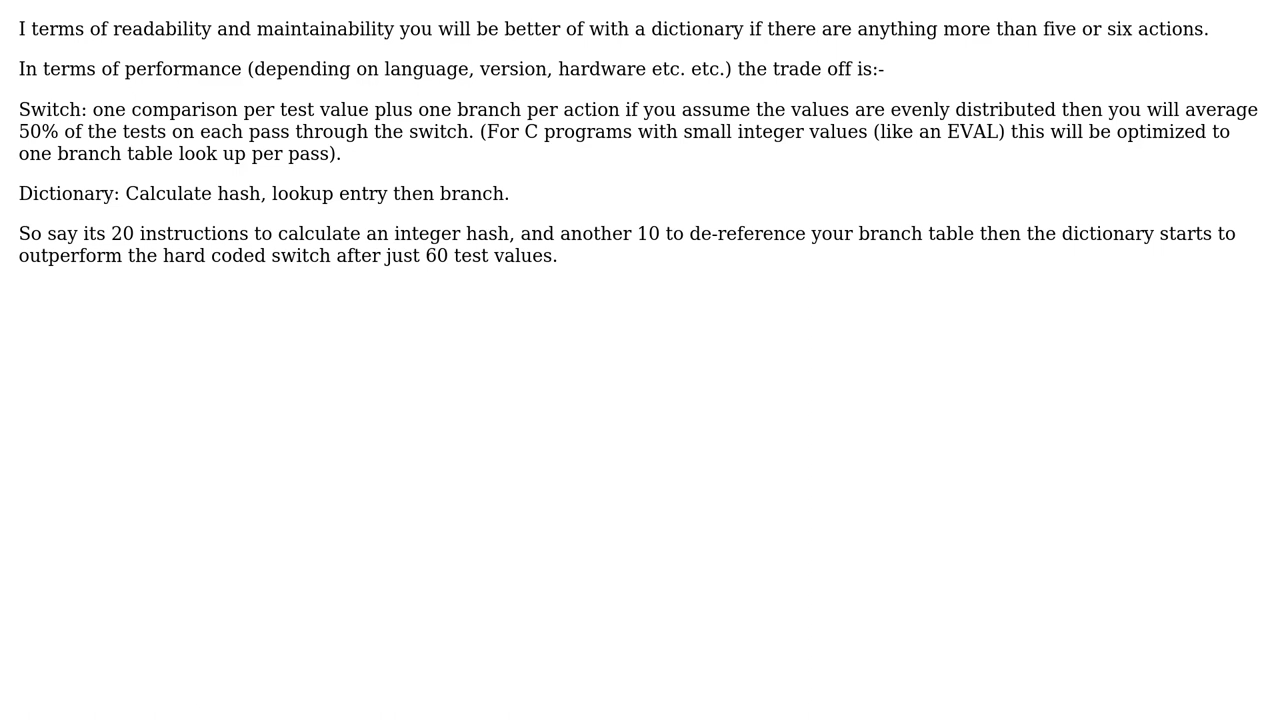 I terms of readability and maintainability you will be better of with a dictionary if there are anything more than five or six actions.
In terms of performance (depending on language, version, hardware etc. etc.) the trade off is:-
Switch: one comparison per test value plus one branch per action if you assume the values are evenly distributed then you will average
50% of the tests on each pass through the switch. (For C programs with small integer values (like an EVAL) this will be optimized to
one branch table look up per pass).
Dictionary: Calculate hash, lookup entry then branch.
So say its 20 instructions to calculate an integer hash, and another 10 to de-reference your branch table then the dictionary starts to
outperform the hard coded switch after just 60 test values.